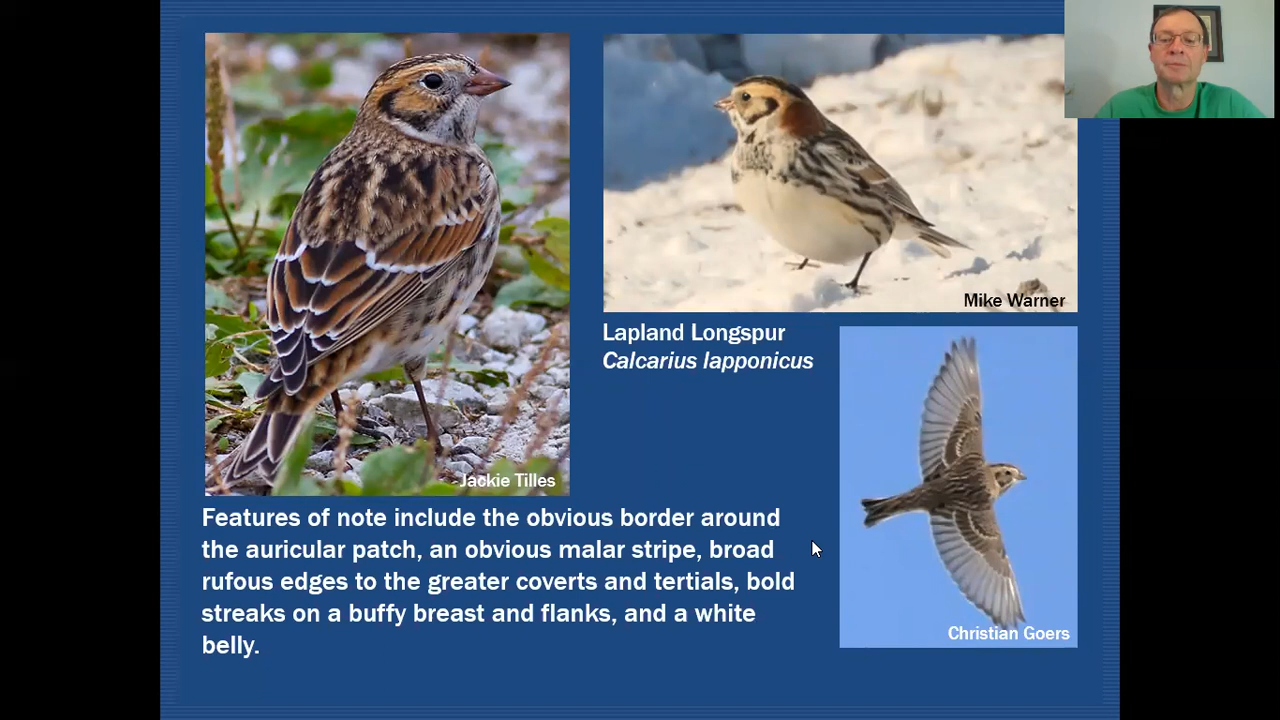 Jackie Tilles
Mike Warner
Lapland Longspur
Calcarius lapponicus
Christian Goers
Features of note include the obvious border around
the auricular patch, an obvious malar stripe, broad
rufous edges to the greater coverts and tertials, bold
streaks on a buffy breast and flanks, and a white
belly.